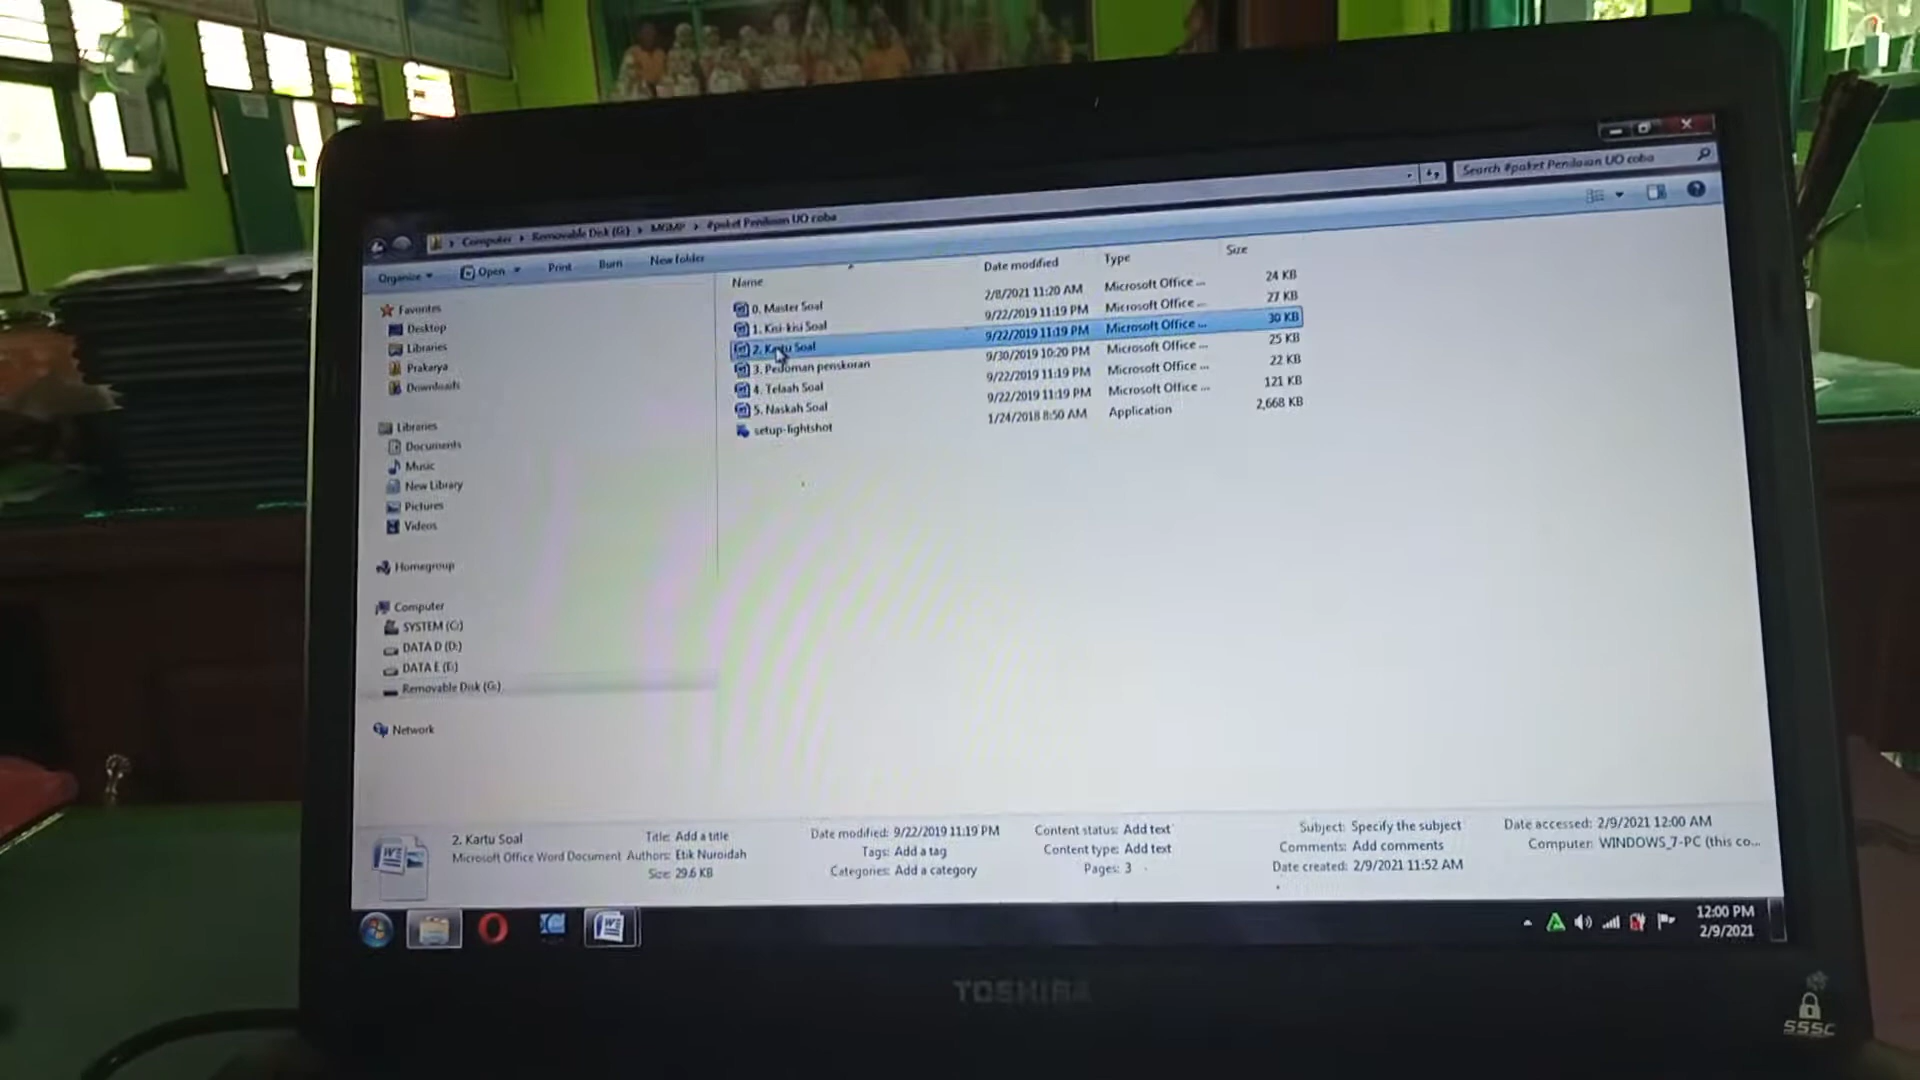 Search #paket Penilaian UO coba
Computer Removable Disk (G:) MGMP #paket Penilaian UO coba
Organize Open Print Burn New folder
Name Date modified Type Size
0. Master Soal 2/8/2021 11:20 AM Microsoft Office ... 24 KB
1. Kisi-kisi Soal 9/22/2019 11:19 PM Microsoft Office ... 27 KB
2. Kartu Soal 9/22/2019 11:19 PM Microsoft Office ... 30 KB
3. Pedoman penskoran 9/30/2019 10:20 PM Microsoft Office ... 25 KB
4. Telaah Soal 9/22/2019 11:19 PM Microsoft Office ... 22 KB
5. Naskah Soal 9/22/2019 11:19 PM Microsoft Office ... 121 KB
setup-lightshot 1/24/2018 8:50 AM Application 2,668 KB
Favorites
Desktop
Libraries
Prakarya
Downloads
Libraries
Documents
Music
New Library
Pictures
Videos
Homegroup
Computer
SYSTEM (C:)
DATA D (D:)
DATA E (E:)
Removable Disk (G:)
Network
2. Kartu Soal Title: Add a title Date modified: 9/22/2019 11:19 PM Content status: Add text Subject: Specify the subject Date accessed: 2/9/2021 12:00 AM
Microsoft Office Word Document Authors: Etik Nuroidah Tags: Add a tag Content type: Add text Comments: Add comments Computer: WINDOWS_7-PC (this co...
Size: 29.6 KB Categories: Add a category Pages: 3 Date created: 2/9/2021 11:52 AM
12:00 PM
2/9/2021
TOSHIBA
SSSC